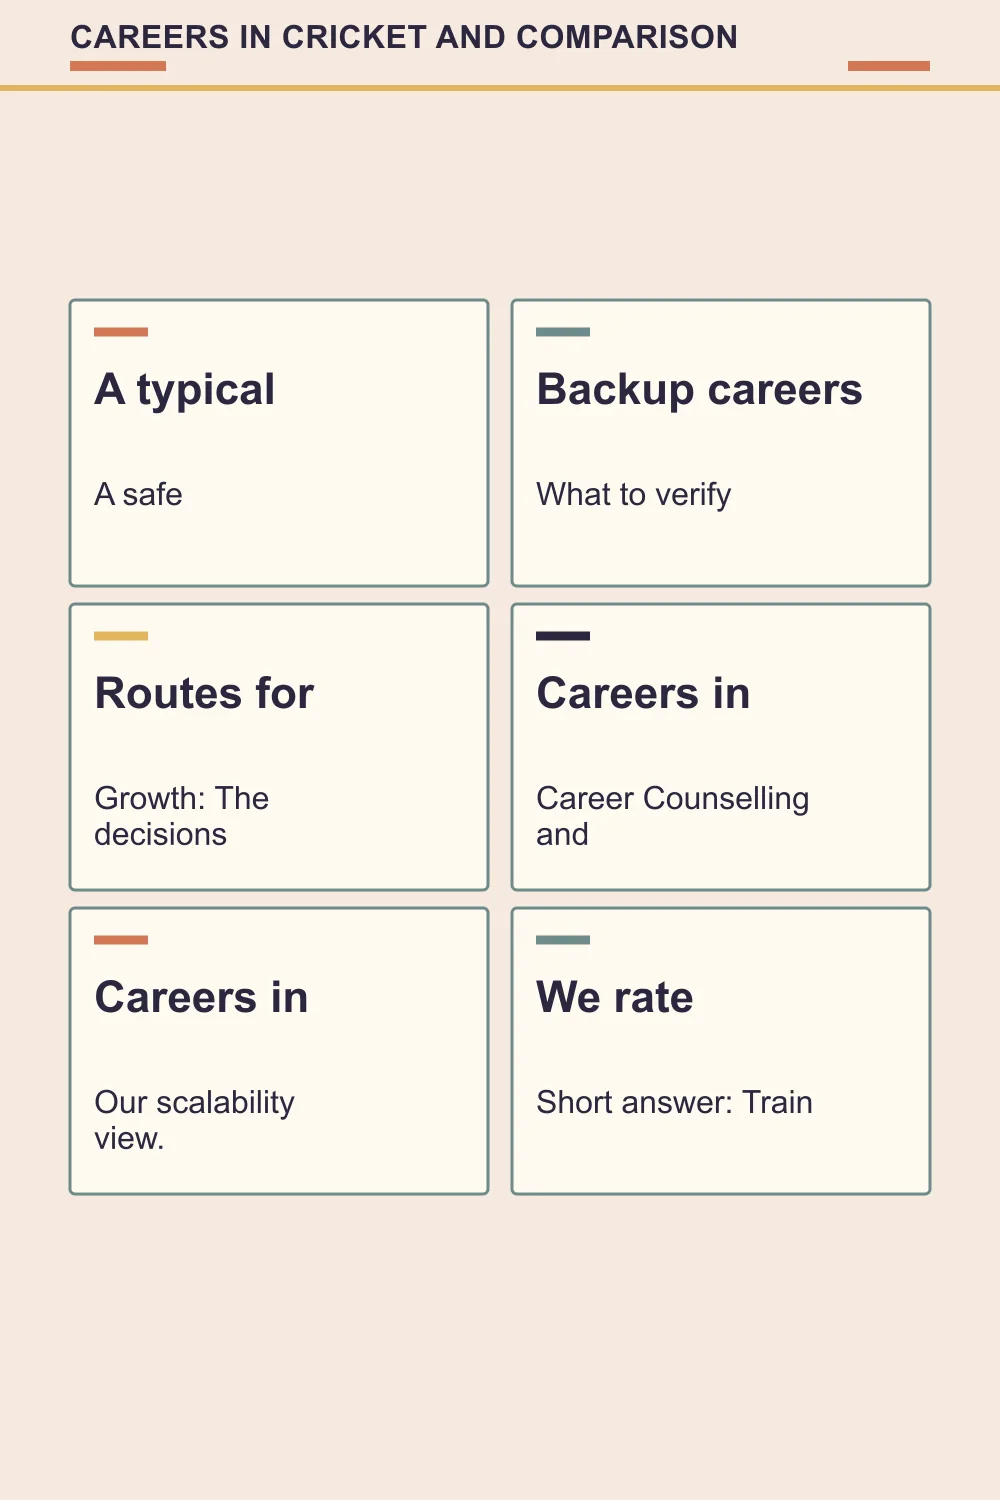 CAREERS IN CRICKET AND COMPARISON
A typical
A safe
Backup careers
What to verify
Routes for
Growth: The
decisions
Careers in
Career Counselling
and
Careers in
Our scalability
view.
We rate
Short answer: Train